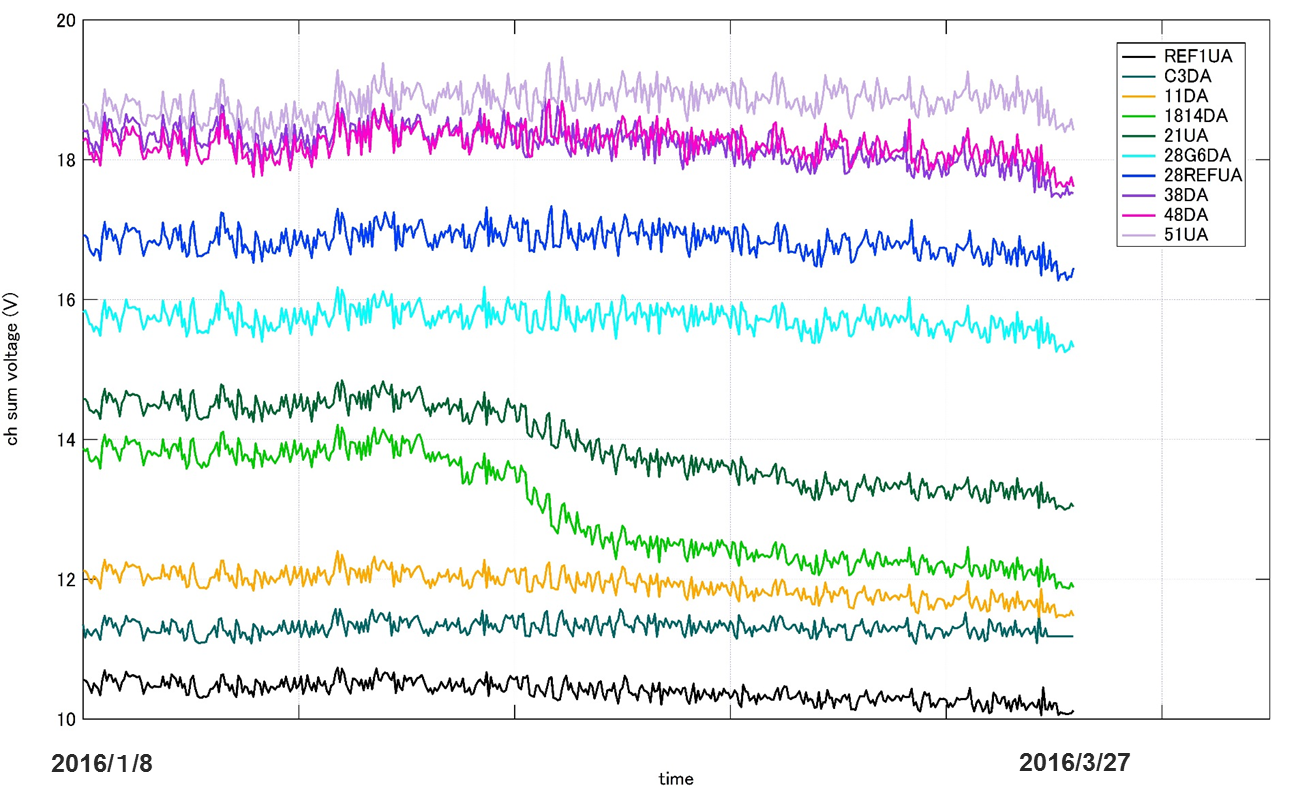 20
18
16
14
12
10
ch sum voltage (V)
REF1UA
C3DA
11DA
1814DA
21UA
28G6DA
28REFUA
38DA
48DA
51UA
2016/1/8
2016/3/27
time